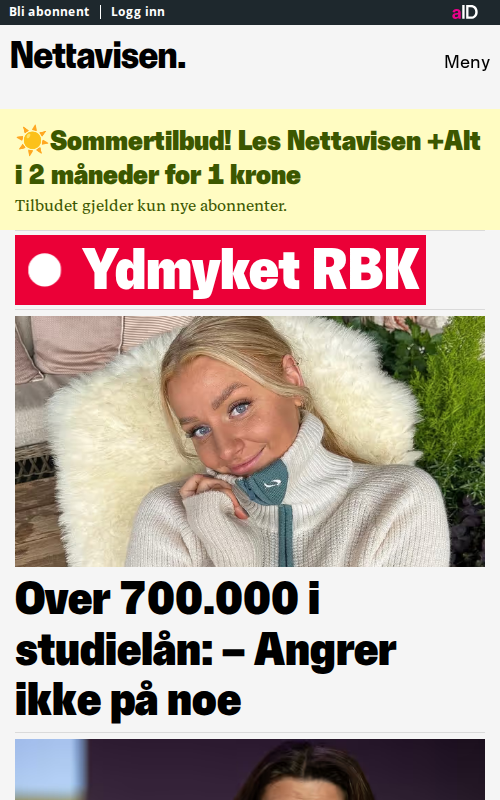 Bli abonnent
Logg inn
aID
Nettavisen.
Meny
Sommertilbud! Les Nettavisen +Alt
i 2 måneder for 1 krone
Tilbudet gjelder kun nye abonnenter.
Ydmyket RBK
Over 700.000 i
studielån: – Angrer
ikke på noe